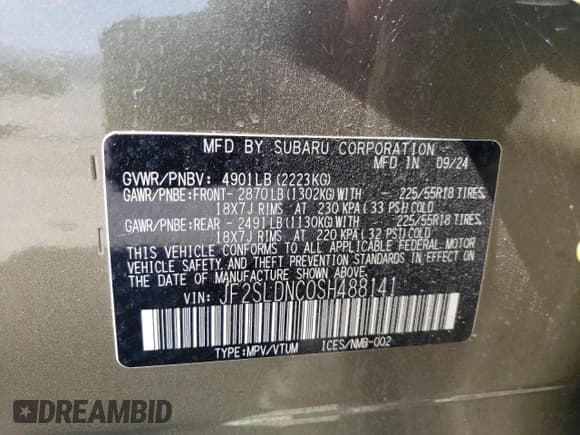 MFD BY SUBARU CORPORATION
MFD IN 09/24
GVWR/PNBV: 4901LB(2223KG)
GAWR/PNBE:FRONT- 2870LB(1302KG)WITH - 225/55R18 TIRES,
18X7J RIMS AT 230 KPA(33 PSI)COLD
GAWR/PNBE:REAR - 2491LB(1130KG)WITH - 225/55R18 TIRES,
18X7J RIMS AT 220 KPA(32 PSI)COLD
THIS VEHICLE CONFORMS TO ALL APPLICABLE FEDERAL MOTOR
VEHICLE SAFETY AND THEFT PREVENTION STANDARDS IN EFFECT ON
THE DATE OF MANUFACTURE SHOWN ABOVE.
VIN: JF2SLDNC0SH488141
TYPE:MPV/VTUM ICES/NMB-002
DREAMBID